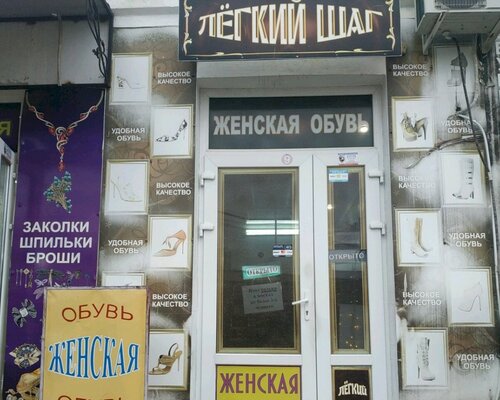 ЛЁГКИЙ ШАГ
ЖЕНСКАЯ ОБУВЬ
ВЫСОКОЕ
КАЧЕСТВО
УДОБНАЯ
ОБУВЬ
ВЫСОКОЕ
КАЧЕСТВО
УДОБНАЯ
ОБУВЬ
ВЫСОКОЕ
КАЧЕСТВО
ЗАКОЛКИ
ШПИЛЬКИ
БРОШИ
ОБУВЬ
ЖЕНСКАЯ
ОТКРЫТО
ОТКРЫТО
ЖЕНСКАЯ
ЛЁГКИЙ
ВЫСОКОЕ
КАЧЕСТВО
УДОБНАЯ
ОБУВЬ
ВЫСОКОЕ
КАЧЕСТВО
УДОБНАЯ
ОБУВЬ
ВЫСОКОЕ
КАЧЕСТВО
УДОБНАЯ
ОБУВЬ